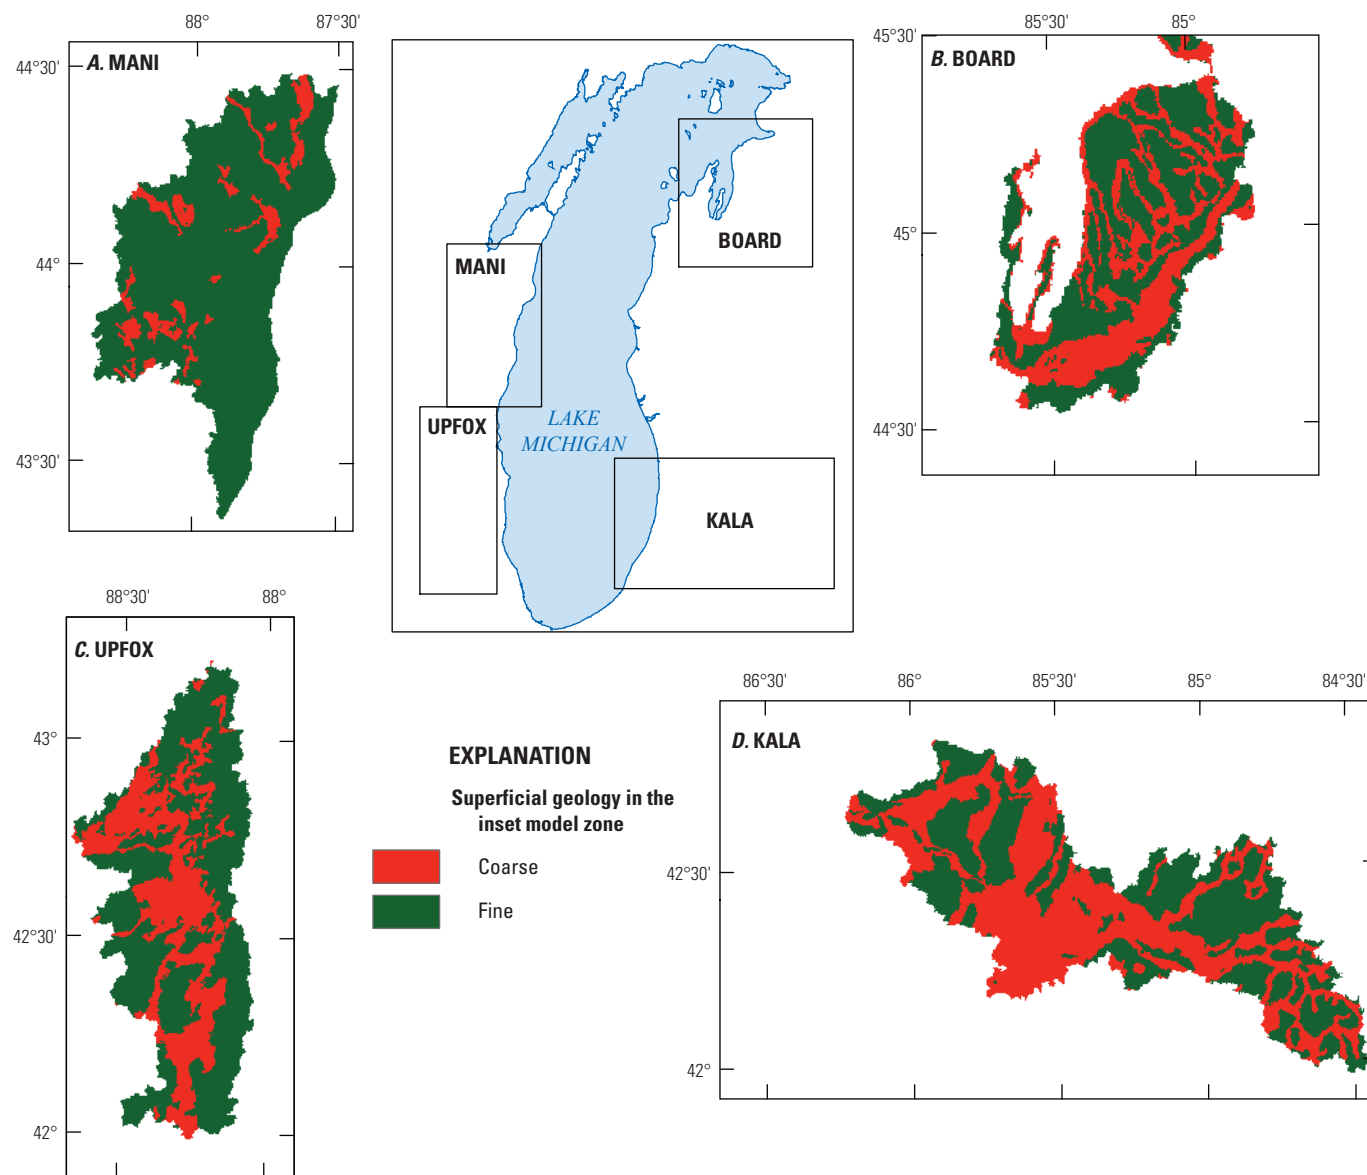 88° 87°30'
A. MANI
44°30'
44°
43°30'
BOARD
MANI
UPFOX
LAKE
MICHIGAN
KALA
85°30' 85°
45°30'
B. BOARD
45°
44°30'
88°30' 88°
C. UPFOX
43°
42°30'
42°
EXPLANATION
Superficial geology in the
inset model zone
Coarse
Fine
86°30' 86° 85°30' 85° 84°30'
D. KALA
42°30'
42°